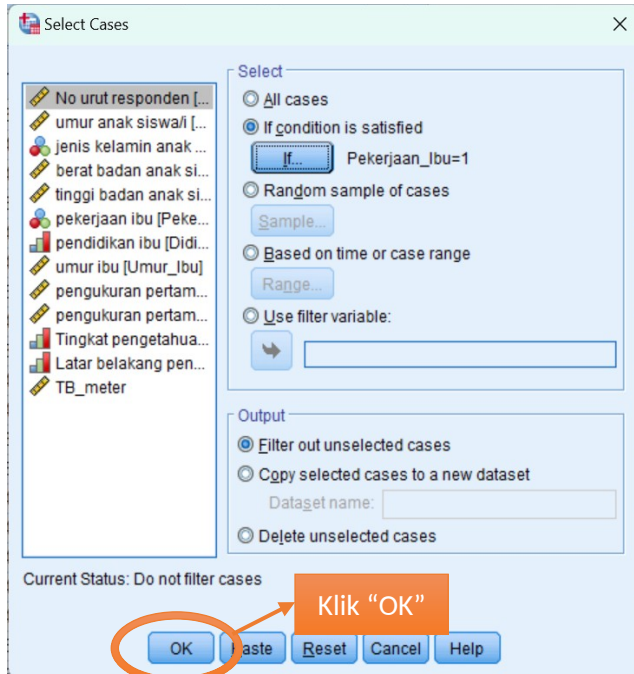 Select Cases
No urut responden [...
umur anak siswa/i [...
jenis kelamin anak ...
berat badan anak si...
tinggi badan anak si...
pekerjaan ibu [Peke...
pendidikan ibu [Didi...
umur ibu [Umur_Ibu]
pengukuran pertam...
pengukuran pertam...
Tingkat pengetahua...
Latar belakang pen...
TB_meter
Select
All cases
If condition is satisfied
If... Pekerjaan_Ibu=1
Random sample of cases
Sample...
Based on time or case range
Range...
Use filter variable:
Output
Filter out unselected cases
Copy selected cases to a new dataset
Dataset name:
Delete unselected cases
Current Status: Do not filter cases
Klik “OK”
OK Paste Reset Cancel Help